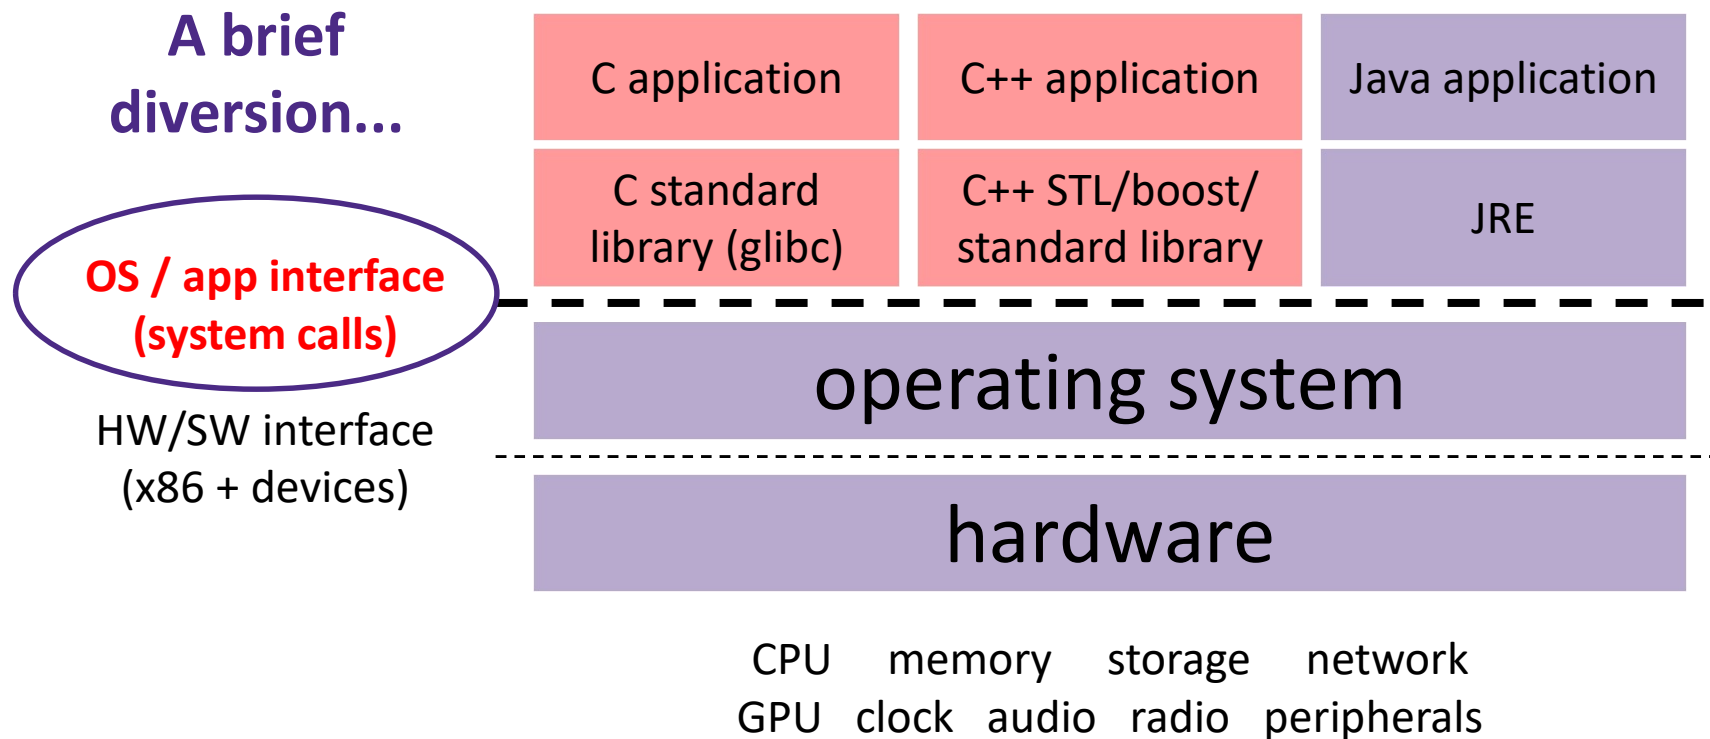 A brief
diversion...
C application
C++ application
Java application
C standard
library (glibc)
C++ STL/boost/
standard library
JRE
OS / app interface
(system calls)
operating system
HW/SW interface
(x86 + devices)
hardware
CPU memory storage network
GPU clock audio radio peripherals